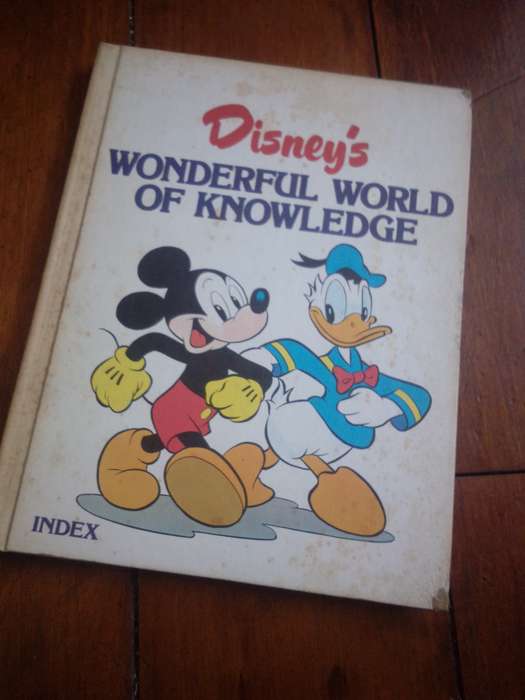 Disney's
WONDERFUL WORLD
OF KNOWLEDGE
INDEX